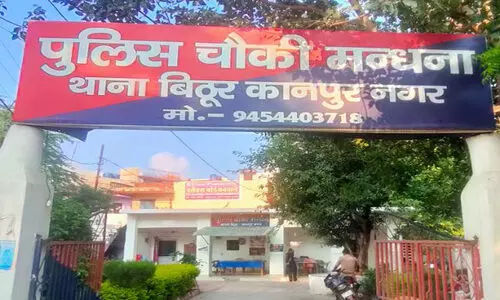 पुलिस चौकी मन्धना
थाना बिठूर कानपुर नगर
मो.- 9454403718